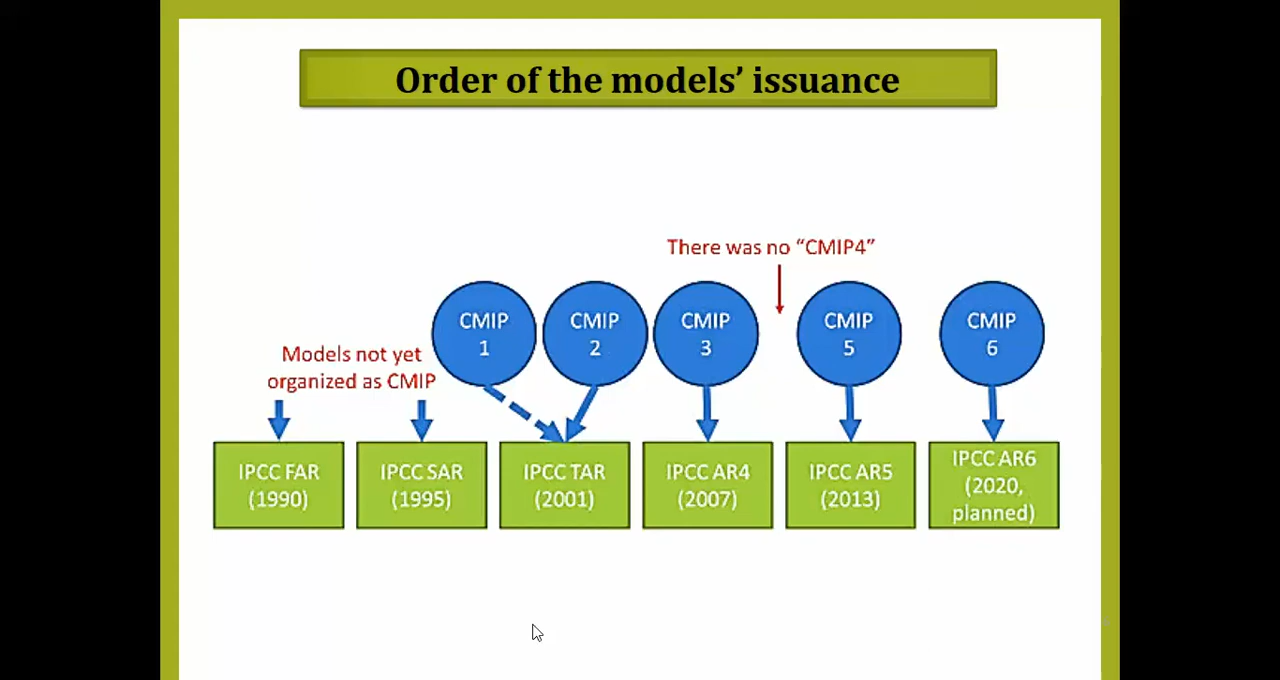 Order of the models’ issuance
There was no “CMIP4”
CMIP
1
CMIP
2
CMIP
3
CMIP
5
CMIP
6
Models not yet
organized as CMIP
IPCC FAR
(1990)
IPCC SAR
(1995)
IPCC TAR
(2001)
IPCC AR4
(2007)
IPCC AR5
(2013)
IPCC AR6
(2020,
planned)